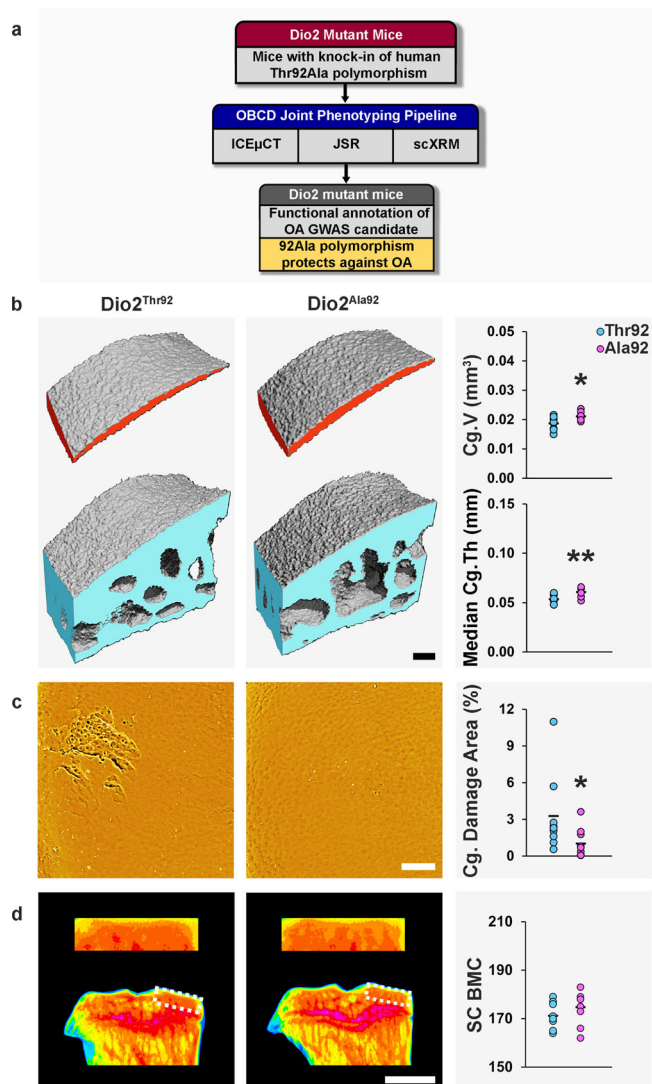 a
Dio2 Mutant Mice
Mice with knock-in of human
Thr92Ala polymorphism
OBCD Joint Phenotyping Pipeline
ICEµCT
JSR
scXRM
Dio2 mutant mice
Functional annotation of
OA GWAS candidate
92Ala polymorphism
protects against OA
b
Dio2Thr92
Dio2Ala92
Cg.V (mm³)
0.05
0.04
0.03
0.02
0.01
0.00
Thr92
Ala92
*
Median Cg.Th (mm)
0.15
0.10
0.05
0.00
**
c
Cg. Damage Area (%)
12
9
6
3
0
*
d
SC BMC
210
190
170
150